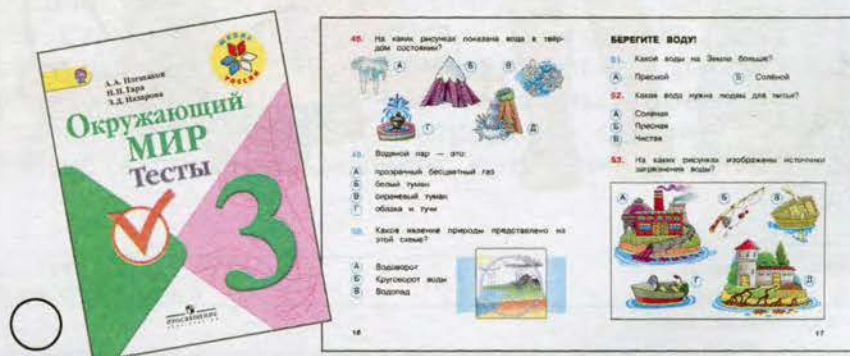 ШКОЛА
РОССИИ
А.А. Плешаков
Н.Н. Гара
З.Д. Назарова
Окружающий
МИР
Тесты
3
ПРОСВЕЩЕНИЕ
48. На каких рисунках показана вода в твёр-
дом состоянии?
А
Б
В
Г
Д
49. Водяной пар — это:
А прозрачный бесцветный газ
Б белый туман
В сиреневый туман
Г облака и тучи
50. Какое явление природы представлено на
этой схеме?
А Водоворот
Б Круговорот воды
В Водопад
16
БЕРЕГИТЕ ВОДУ!
51. Какой воды на Земле больше?
А Пресной
Б Солёной
52. Какая вода нужна людям для питья?
А Солёная
Б Пресная
В Чистая
53. На каких рисунках изображены источники
загрязнения воды?
А
Б
В
Г
Д
17